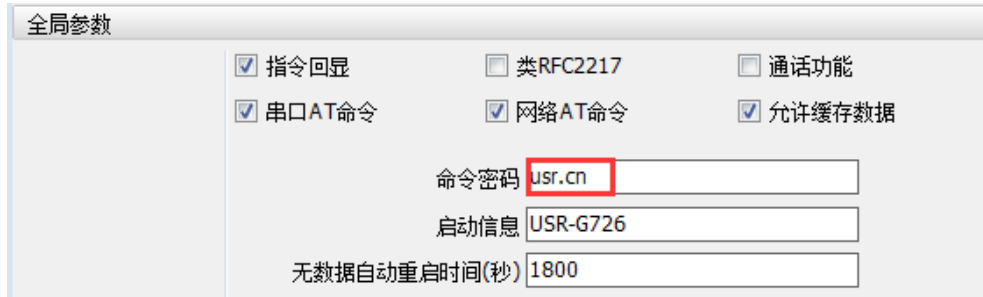 全局参数
指令回显 类RFC2217 通话功能
串口AT命令 网络AT命令 允许缓存数据
命令密码 usr.cn
启动信息 USR-G726
无数据自动重启时间(秒) 1800